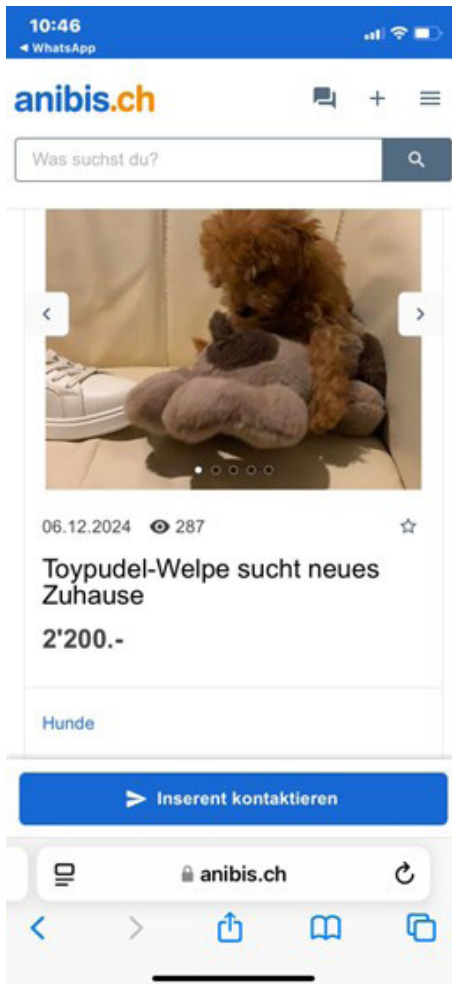 10:46
◀ WhatsApp
anibis.ch
Was suchst du?
06.12.2024 287
Toypudel-Welpe sucht neues
Zuhause
2'200.-
Hunde
Inserent kontaktieren
anibis.ch